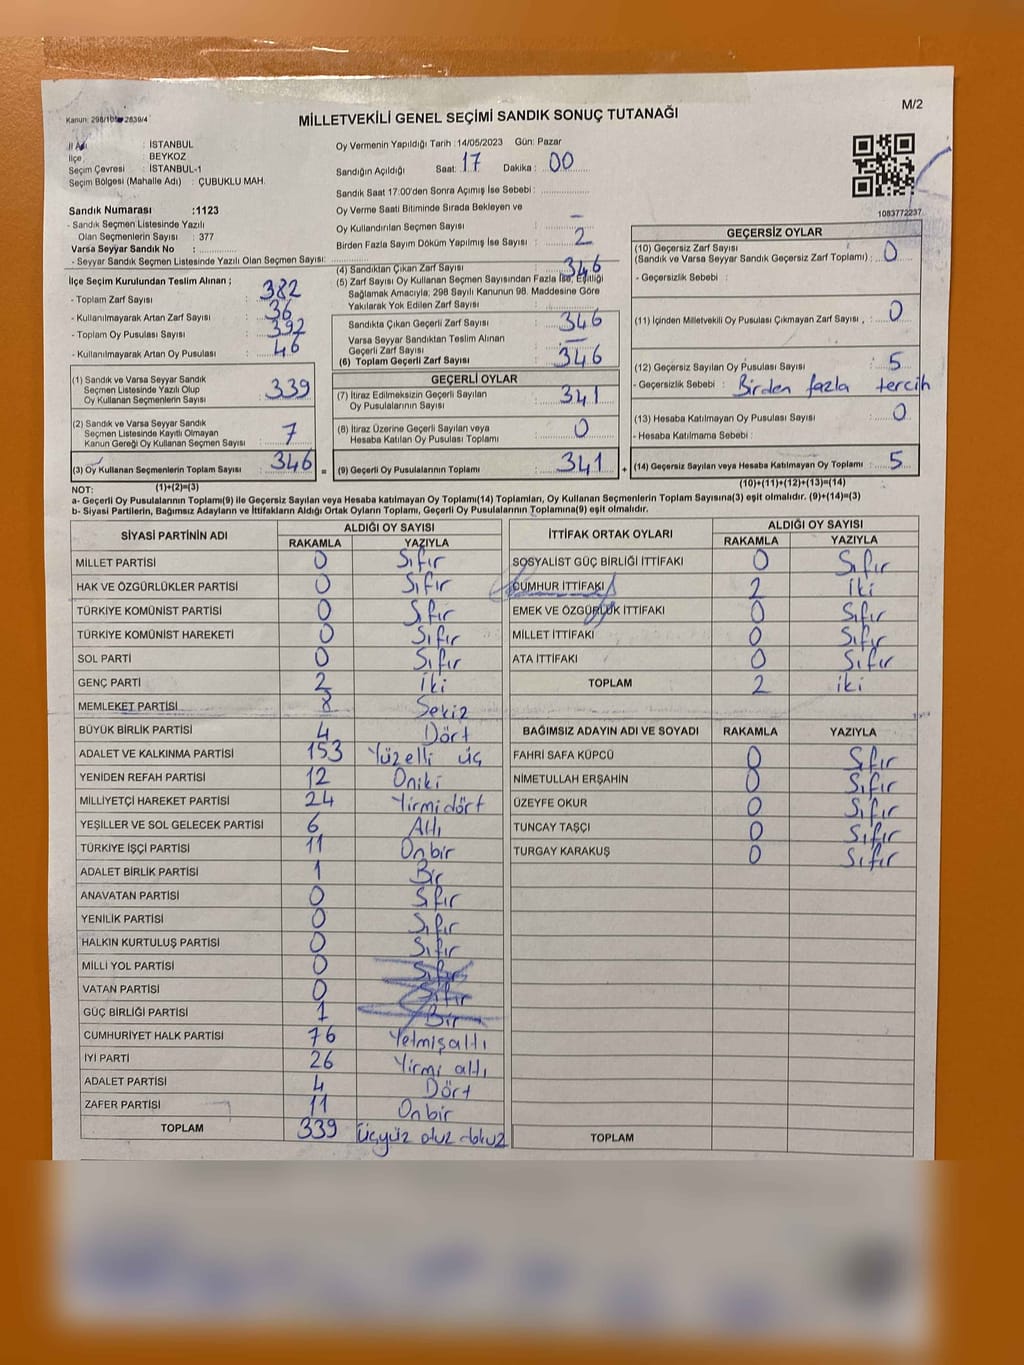 M/2
Kanun: 298/105 2839/4
MİLLETVEKİLİ GENEL SEÇİMİ SANDIK SONUÇ TUTANAĞI
İl Adı : İSTANBUL
İlçe : BEYKOZ
Seçim Çevresi : İSTANBUL-1
Seçim Bölgesi (Mahalle Adı) : ÇUBUKLU MAH.
Sandık Numarası :1123
- Sandık Seçmen Listesinde Yazılı
Olan Seçmenlerin Sayısı : 377
Varsa Seyyar Sandık No :
- Seyyar Sandık Seçmen Listesinde Yazılı Olan Seçmen Sayısı:
Oy Vermenin Yapıldığı Tarih : 14/05/2023 Gün: Pazar
Sandığın Açıldığı Saat: 17 Dakika : 00
Sandık Saat 17:00'den Sonra Açımış İse Sebebi :
Oy Verme Saati Bitiminde Sırada Bekleyen ve
Oy Kullandırılan Seçmen Sayısı : –
Birden Fazla Sayım Döküm Yapılmış İse Sayısı : 2
1083772237
İlçe Seçim Kurulundan Teslim Alınan ;
- Toplam Zarf Sayısı : 382
- Kullanılmayarak Artan Zarf Sayısı : 36
- Toplam Oy Pusulası Sayısı : 392
- Kullanılmayarak Artan Oy Pusulası : 46
(1) Sandık ve Varsa Seyyar Sandık
Seçmen Listesinde Yazılı Olup
Oy Kullanan Seçmenlerin Sayısı : 339
(2) Sandık ve Varsa Seyyar Sandık
Seçmen Listesinde Kayıtlı Olmayan
Kanun Gereği Oy Kullanan Seçmen Sayısı : 7
(3) Oy Kullanan Seçmenlerin Toplam Sayısı : 346 =
(1)+(2)=(3)
(4) Sandıktan Çıkan Zarf Sayısı : 346
(5) Zarf Sayısı Oy Kullanan Seçmen Sayısından Fazla İse, Eşitliği
Sağlamak Amacıyla; 298 Sayılı Kanunun 98. Maddesine Göre
Yakılarak Yok Edilen Zarf Sayısı :
Sandıkta Çıkan Geçerli Zarf Sayısı : 346
Varsa Seyyar Sandıktan Teslim Alınan
Geçerli Zarf Sayısı : –
(6) Toplam Geçerli Zarf Sayısı : 346
GEÇERLİ OYLAR
(7) İtiraz Edilmeksizin Geçerli Sayılan
Oy Pusulalarının Sayısı : 341
(8) İtiraz Üzerine Geçerli Sayılan veya
Hesaba Katılan Oy Pusulası Toplamı : 0
(9) Geçerli Oy Pusulalarının Toplamı : 341 +
GEÇERSİZ OYLAR
(10) Geçersiz Zarf Sayısı
(Sandık ve Varsa Seyyar Sandık Geçersiz Zarf Toplamı) : 0
- Geçersizlik Sebebi :
(11) İçinden Milletvekili Oy Pusulası Çıkmayan Zarf Sayısı : 0
(12) Geçersiz Sayılan Oy Pusulası Sayısı : 5
- Geçersizlik Sebebi : Birden fazla tercih
(13) Hesaba Katılmayan Oy Pusulası Sayısı : 0
- Hesaba Katılmama Sebebi :
(14) Geçersiz Sayılan veya Hesaba Katılmayan Oy Toplamı : 5
(10)+(11)+(12)+(13)=(14)
NOT:
a- Geçerli Oy Pusulalarının Toplamı(9) ile Geçersiz Sayılan veya Hesaba katılmayan Oy Toplamı(14) Toplamları, Oy Kullanan Seçmenlerin Toplam Sayısına(3) eşit olmalıdır. (9)+(14)=(3)
b- Siyasi Partilerin, Bağımsız Adayların ve İttifakların Aldığı Ortak Oyların Toplamı, Geçerli Oy Pusulalarının Toplamına(9) eşit olmalıdır.
SİYASİ PARTİNİN ADI ALDIĞI OY SAYISI
RAKAMLA YAZIYLA
MİLLET PARTİSİ 0 Sıfır
HAK VE ÖZGÜRLÜKLER PARTİSİ 0 Sıfır
TÜRKİYE KOMÜNİST PARTİSİ 0 Sıfır
TÜRKİYE KOMÜNİST HAREKETİ 0 Sıfır
SOL PARTİ 0 Sıfır
GENÇ PARTİ 2 İki
MEMLEKET PARTİSİ 8 Sekiz
BÜYÜK BİRLİK PARTİSİ 4 Dört
ADALET VE KALKINMA PARTİSİ 153 Yüzelli üç
YENİDEN REFAH PARTİSİ 12 Oniki
MİLLİYETÇİ HAREKET PARTİSİ 24 Yirmidört
YEŞİLLER VE SOL GELECEK PARTİSİ 6 Altı
TÜRKİYE İŞÇİ PARTİSİ 11 Onbir
ADALET BİRLİK PARTİSİ 1 Bir
ANAVATAN PARTİSİ 0 Sıfır
YENİLİK PARTİSİ 0 Sıfır
HALKIN KURTULUŞ PARTİSİ 0 Sıfır
MİLLİ YOL PARTİSİ 0 Sıfır
VATAN PARTİSİ 0 Sıfır
GÜÇ BİRLİĞİ PARTİSİ 1 Bir
CUMHURİYET HALK PARTİSİ 76 Yetmişaltı
İYİ PARTİ 26 Yirmi altı
ADALET PARTİSİ 4 Dört
ZAFER PARTİSİ 11 Onbir
TOPLAM 339 Üçyüz otuz dokuz
İTTİFAK ORTAK OYLARI ALDIĞI OY SAYISI
RAKAMLA YAZIYLA
SOSYALİST GÜÇ BİRLİĞİ İTTİFAKI 0 Sıfır
CUMHUR İTTİFAKI 2 İki
EMEK VE ÖZGÜRLÜK İTTİFAKI 0 Sıfır
MİLLET İTTİFAKI 0 Sıfır
ATA İTTİFAKI 0 Sıfır
TOPLAM 2 iki
BAĞIMSIZ ADAYIN ADI VE SOYADI RAKAMLA YAZIYLA
FAHRİ SAFA KÜPCÜ 0 Sıfır
NİMETULLAH ERŞAHİN 0 Sıfır
ÜZEYFE OKUR 0 Sıfır
TUNCAY TAŞÇI 0 Sıfır
TURGAY KARAKUŞ 0 Sıfır
TOPLAM